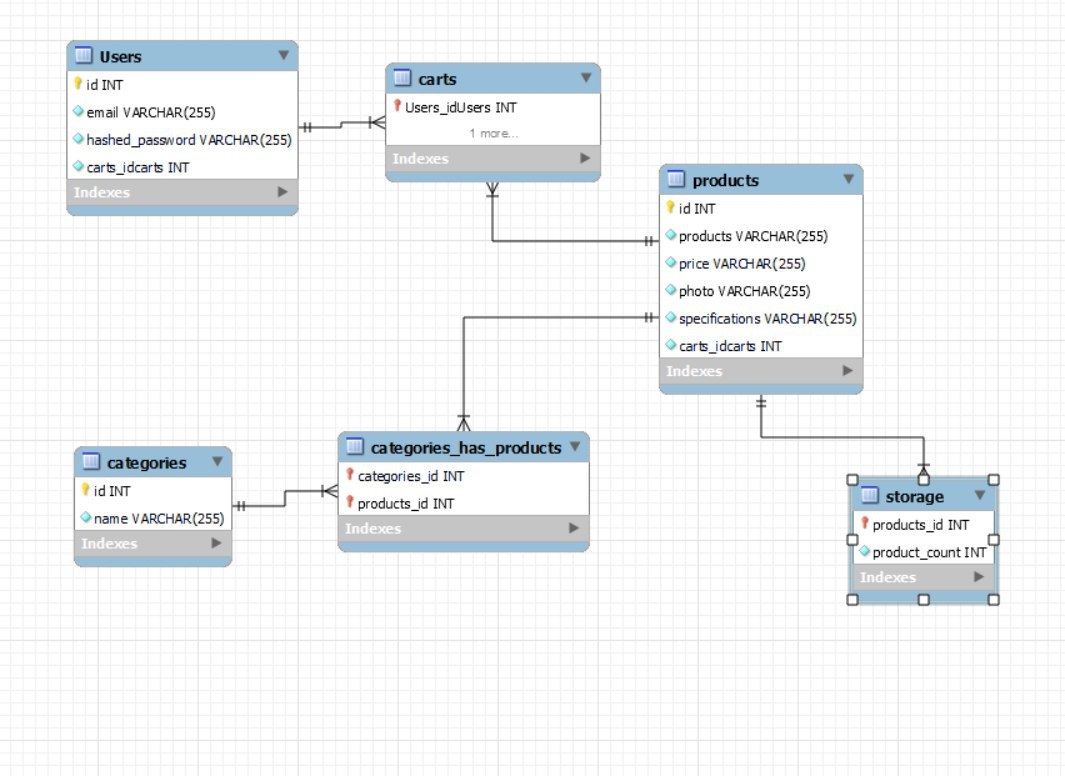 Users
id INT
email VARCHAR(255)
hashed_password VARCHAR(255)
carts_idcarts INT
Indexes
carts
Users_idUsers INT
1 more...
Indexes
products
id INT
products VARCHAR(255)
price VARCHAR(255)
photo VARCHAR(255)
specifications VARCHAR(255)
carts_idcarts INT
Indexes
categories
id INT
name VARCHAR(255)
Indexes
categories_has_products
categories_id INT
products_id INT
Indexes
storage
products_id INT
product_count INT
Indexes